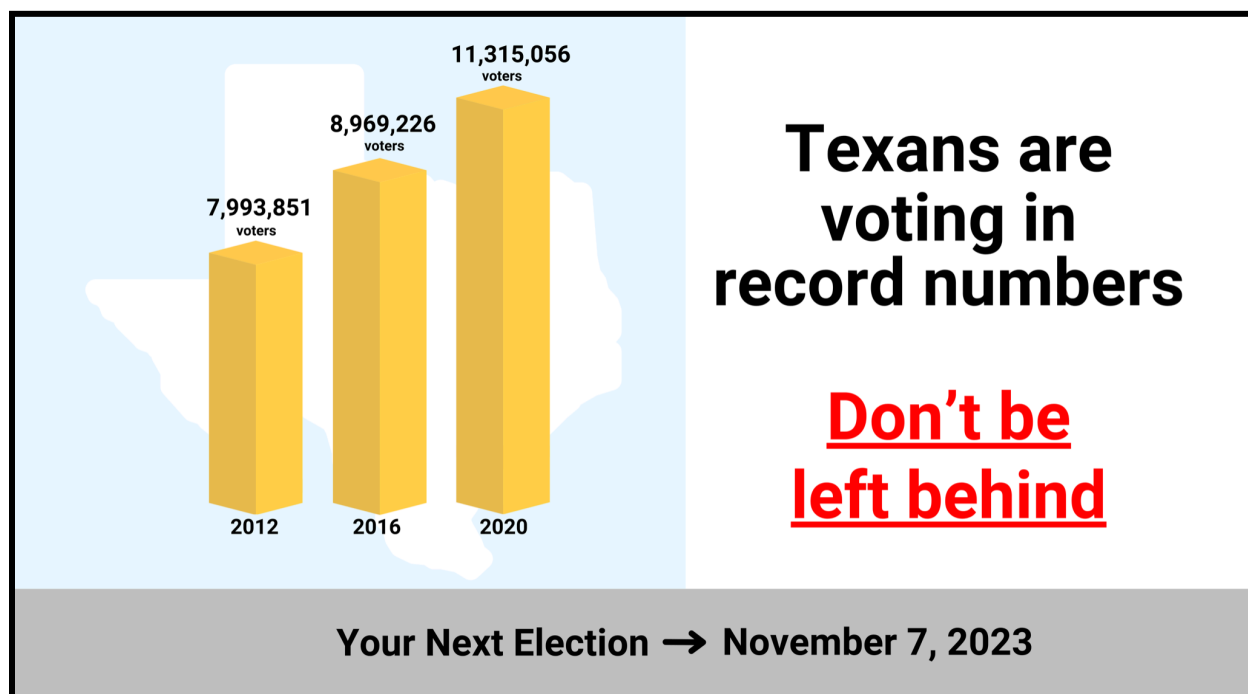 11,315,056
voters
8,969,226
voters
7,993,851
voters
2012
2016
2020
Texans are
voting in
record numbers
Don’t be
left behind
Your Next Election → November 7, 2023